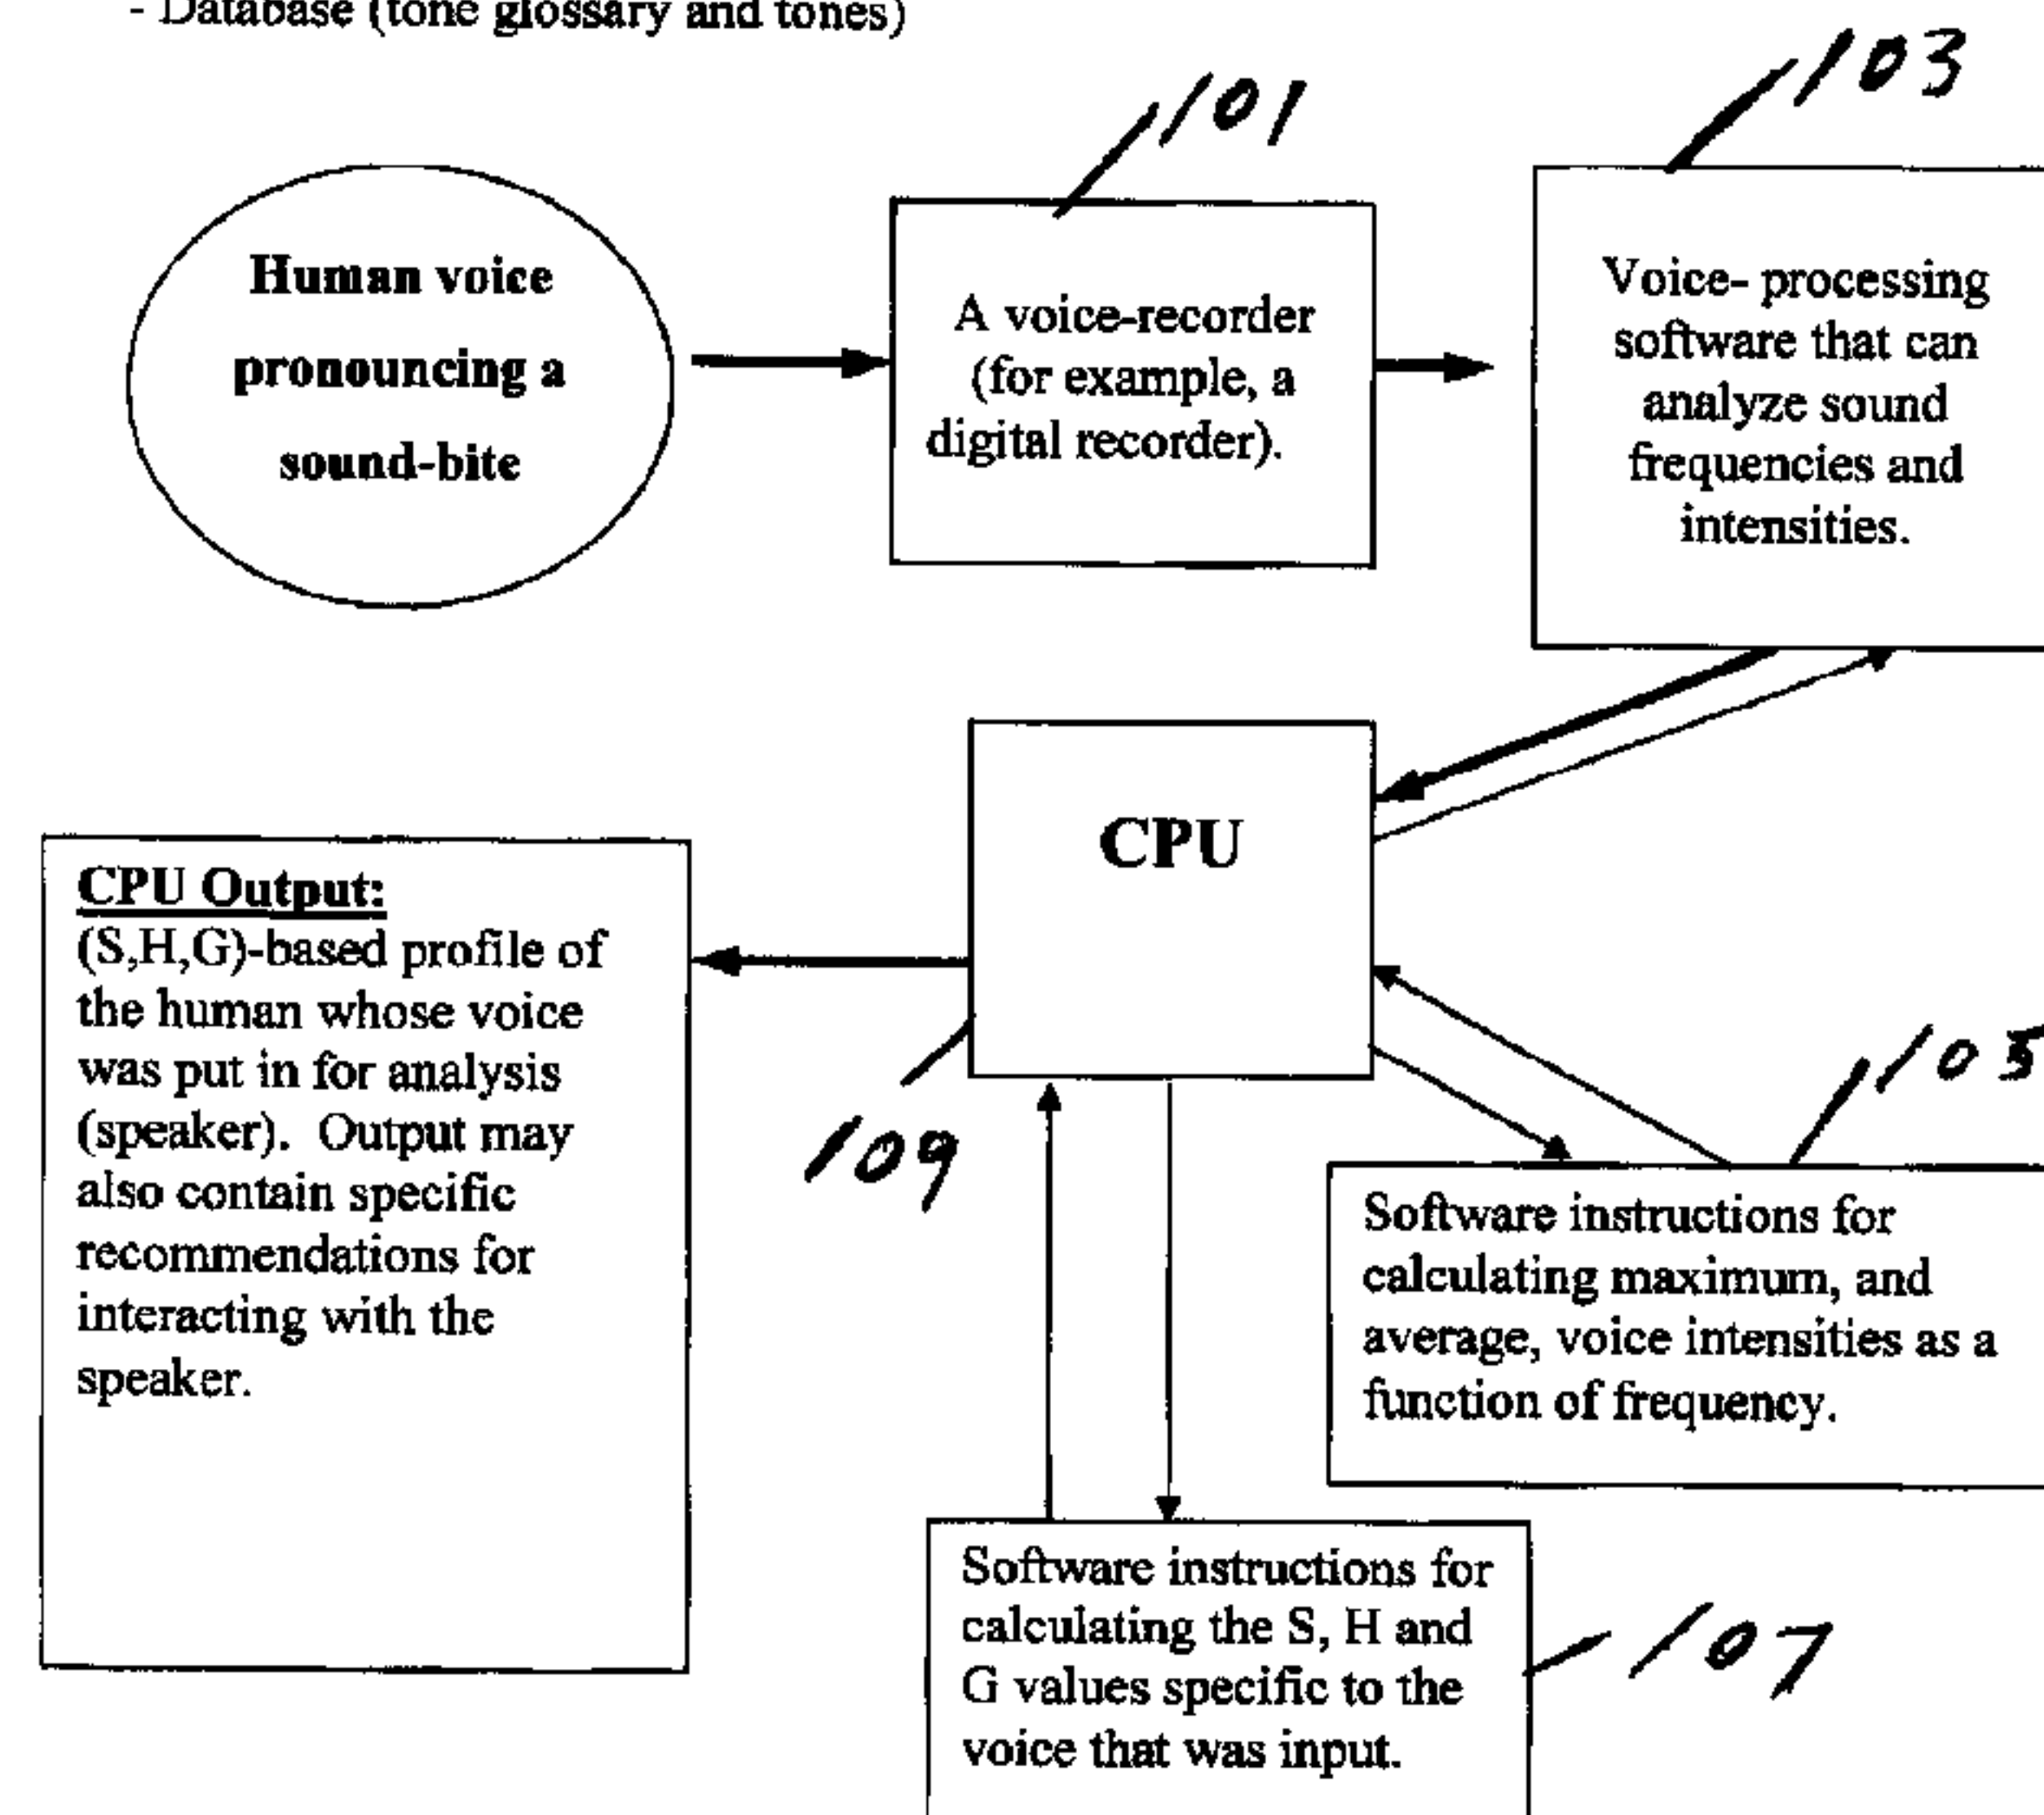 - Database (tone glossary and tones)
101
103
Human voice
pronouncing a
sound-bite
A voice-recorder
(for example, a
digital recorder).
Voice- processing
software that can
analyze sound
frequencies and
intensities.
CPU
CPU Output:
(S,H,G)-based profile of
the human whose voice
was put in for analysis
(speaker). Output may
also contain specific
recommendations for
interacting with the
speaker.
109
105
Software instructions for
calculating maximum, and
average, voice intensities as a
function of frequency.
Software instructions for
calculating the S, H and
G values specific to the
voice that was input.
107